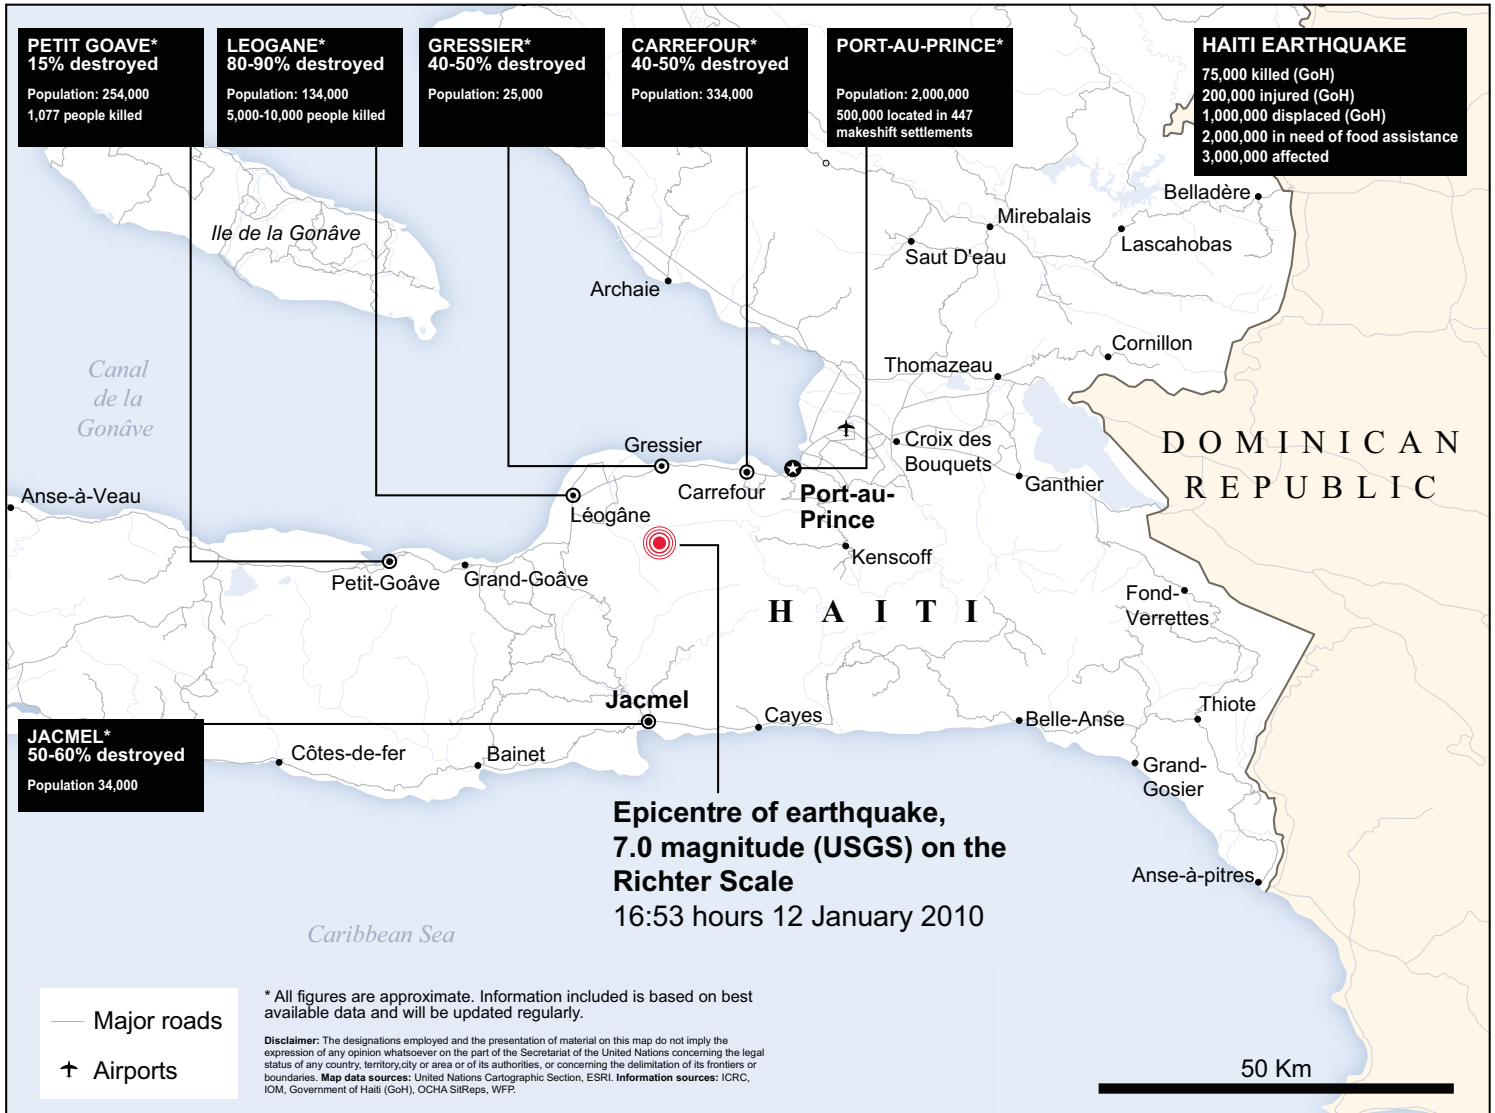 PETIT GOAVE*
15% destroyed
Population: 254,000
1,077 people killed
LEOGANE*
80-90% destroyed
Population: 134,000
5,000-10,000 people killed
GRESSIER*
40-50% destroyed
Population: 25,000
CARREFOUR*
40-50% destroyed
Population: 334,000
PORT-AU-PRINCE*
Population: 2,000,000
500,000 located in 447
makeshift settlements
HAITI EARTHQUAKE
75,000 killed (GoH)
200,000 injured (GoH)
1,000,000 displaced (GoH)
2,000,000 in need of food assistance
3,000,000 affected
Belladère
Mirebalais
Lascahobas
Saut D'eau
Ile de la Gonâve
Archaie
Cornillon
Thomazeau
Canal
de la
Gonâve
Gressier
Croix des
Bouquets
DOMINICAN
REPUBLIC
Ganthier
Carrefour
Port-au-
Prince
Anse-à-Veau
Léogâne
Kenscoff
Petit-Goâve
Grand-Goâve
HAITI
Fond-
Verrettes
Jacmel
Cayes
Belle-Anse
Thiote
JACMEL*
50-60% destroyed
Population 34,000
Côtes-de-fer
Bainet
Grand-
Gosier
Epicentre of earthquake,
7.0 magnitude (USGS) on the
Richter Scale
16:53 hours 12 January 2010
Anse-à-pitres
Caribbean Sea
Major roads
Airports
* All figures are approximate. Information included is based on best
available data and will be updated regularly.
Disclaimer: The designations employed and the presentation of material on this map do not imply the
expression of any opinion whatsoever on the part of the Secretariat of the United Nations concerning the legal
status of any country, territory,city or area or of its authorities, or concerning the delimitation of its frontiers or
boundaries. Map data sources: United Nations Cartographic Section, ESRI. Information sources: ICRC,
IOM, Government of Haiti (GoH), OCHA SitReps, WFP.
50 Km